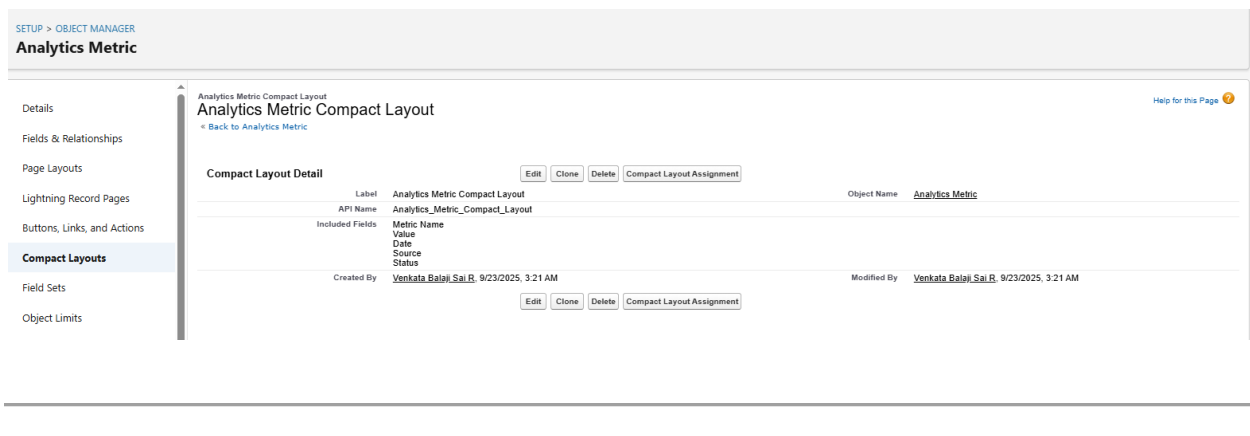 SETUP > OBJECT MANAGER
Analytics Metric
Details
Fields & Relationships
Page Layouts
Lightning Record Pages
Buttons, Links, and Actions
Compact Layouts
Field Sets
Object Limits
Analytics Metric Compact Layout
Analytics Metric Compact Layout
« Back to Analytics Metric
Help for this Page ?
Compact Layout Detail Edit Clone Delete Compact Layout Assignment
Label Analytics Metric Compact Layout Object Name Analytics Metric
API Name Analytics_Metric_Compact_Layout
Included Fields Metric Name
Value
Date
Source
Status
Created By Venkata Balaji Sai R, 9/23/2025, 3:21 AM Modified By Venkata Balaji Sai R, 9/23/2025, 3:21 AM
Edit Clone Delete Compact Layout Assignment